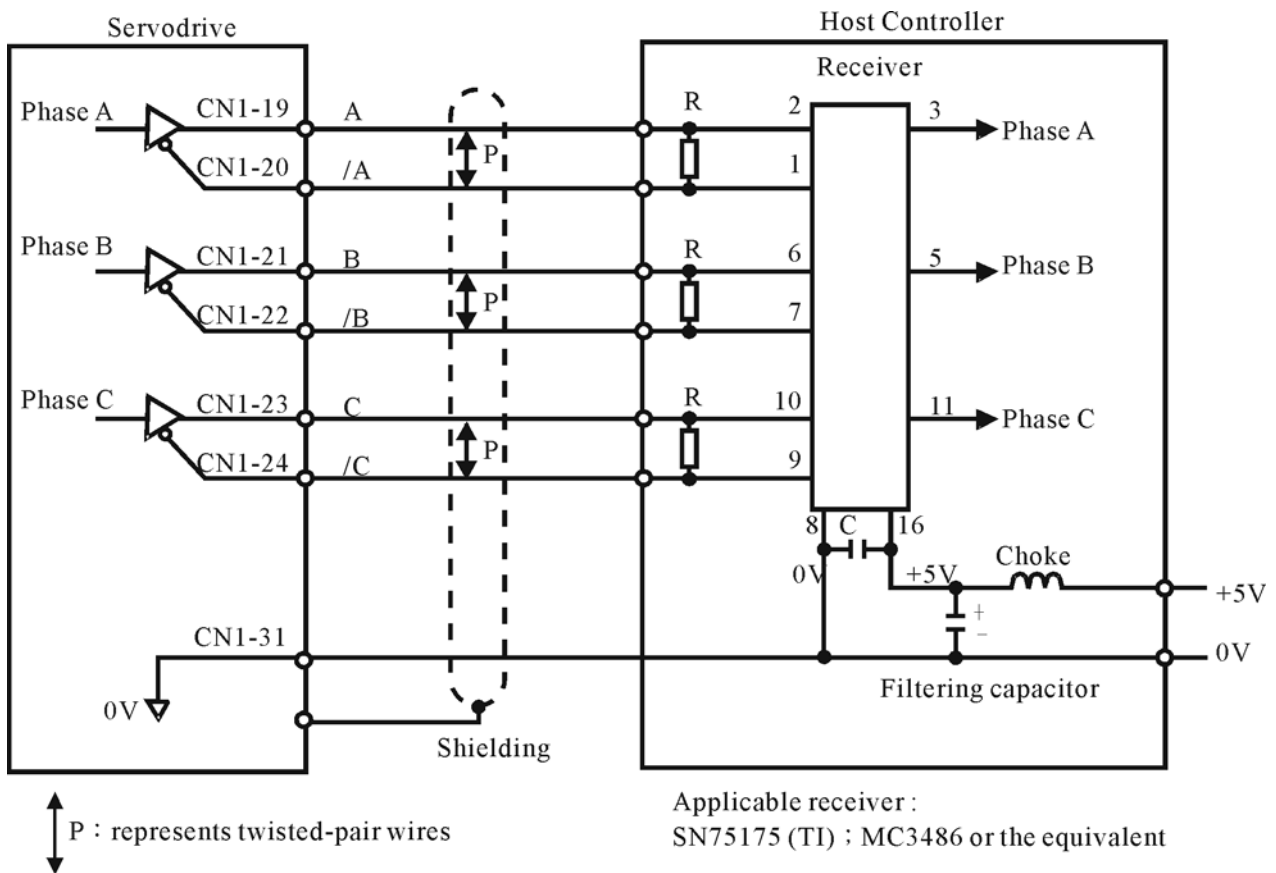 Servodrive
Host Controller
Receiver
Phase A
CN1-19
A
R
2
3
Phase A
P
CN1-20
/A
1
Phase B
CN1-21
B
R
6
5
Phase B
P
CN1-22
/B
7
Phase C
CN1-23
C
R
10
11
Phase C
P
CN1-24
/C
9
8
C
16
0V
+5V
Choke
+5V
+
−
CN1-31
0V
0V
Filtering capacitor
Shielding
P : represents twisted-pair wires
Applicable receiver :
SN75175 (TI) ; MC3486 or the equivalent